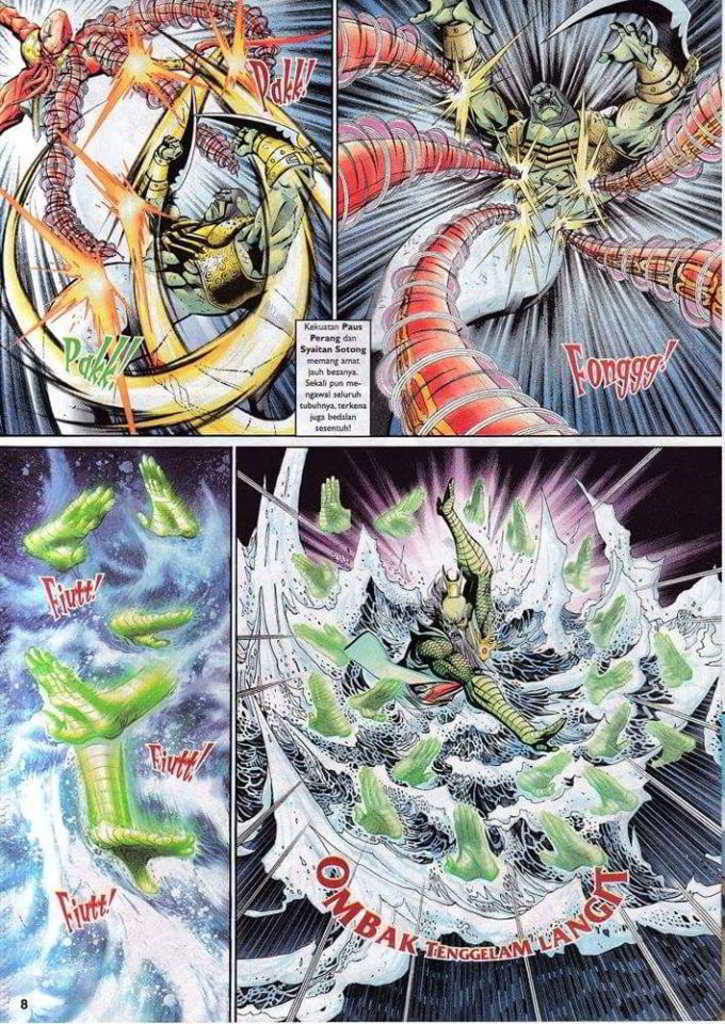 Pakk!
Pakk!
Kekuatan Paus
Perang dan
Syaitan Sotong
memang amat
jauh bezanya.
Sekali pun me-
ngawal seluruh
tubuhnya, terkena
juga bedalan
sesentuh!
Fonggg!
Fiutt!
Fiutt!
Fiutt!
OMBAK TENGGELAM LANGIT
8